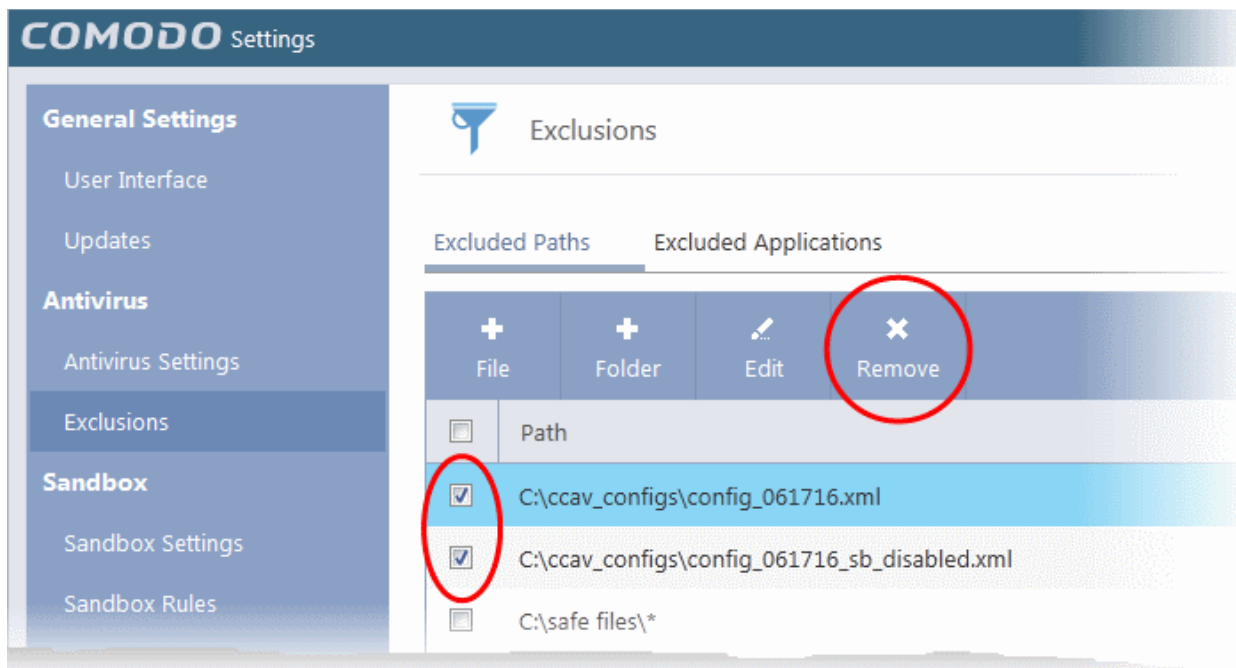 COMODO Settings
General Settings
User Interface
Updates
Antivirus
Antivirus Settings
Exclusions
Sandbox
Sandbox Settings
Sandbox Rules
Exclusions
Excluded Paths Excluded Applications
File Folder Edit Remove
Path
C:\ccav_configs\config_061716.xml
C:\ccav_configs\config_061716_sb_disabled.xml
C:\safe files\*